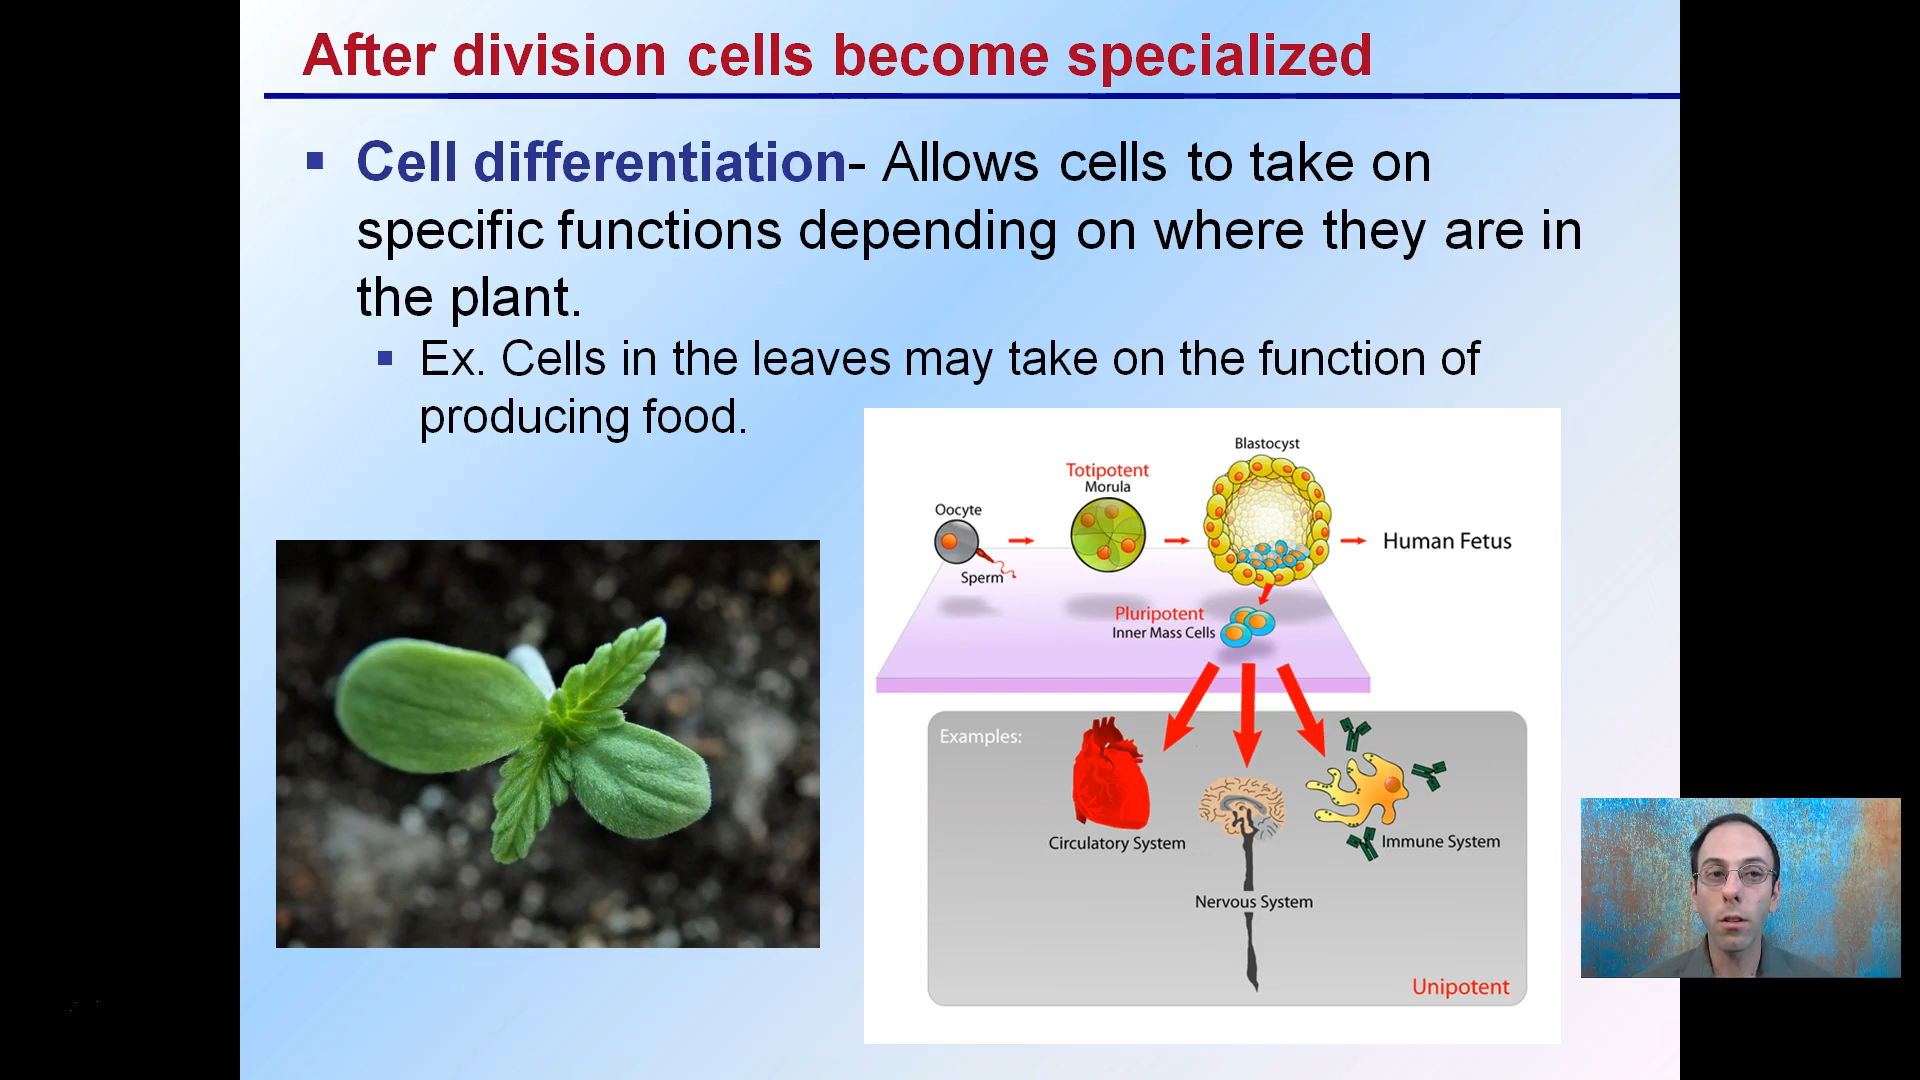 After division cells become specialized
Cell differentiation- Allows cells to take on
specific functions depending on where they are in
the plant.
Ex. Cells in the leaves may take on the function of
producing food.
Blastocyst
Totipotent
Morula
Oocyte
Sperm
Human Fetus
Pluripotent
Inner Mass Cells
Examples:
Circulatory System
Immune System
Nervous System
Unipotent